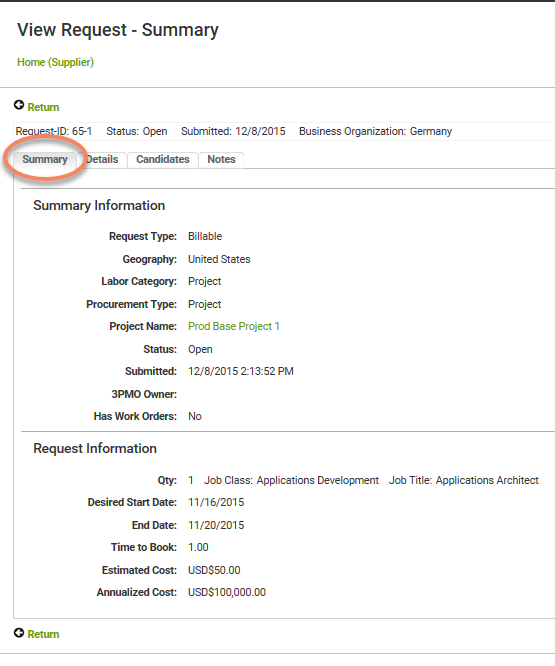 View Request - Summary
Home (Supplier)
Return
Request-ID: 65-1 Status: Open Submitted: 12/8/2015 Business Organization: Germany
Summary Details Candidates Notes
Summary Information
Request Type: Billable
Geography: United States
Labor Category: Project
Procurement Type: Project
Project Name: Prod Base Project 1
Status: Open
Submitted: 12/8/2015 2:13:52 PM
3PMO Owner:
Has Work Orders: No
Request Information
Qty: 1 Job Class: Applications Development Job Title: Applications Architect
Desired Start Date: 11/16/2015
End Date: 11/20/2015
Time to Book: 1.00
Estimated Cost: USD$50.00
Annualized Cost: USD$100,000.00
Return